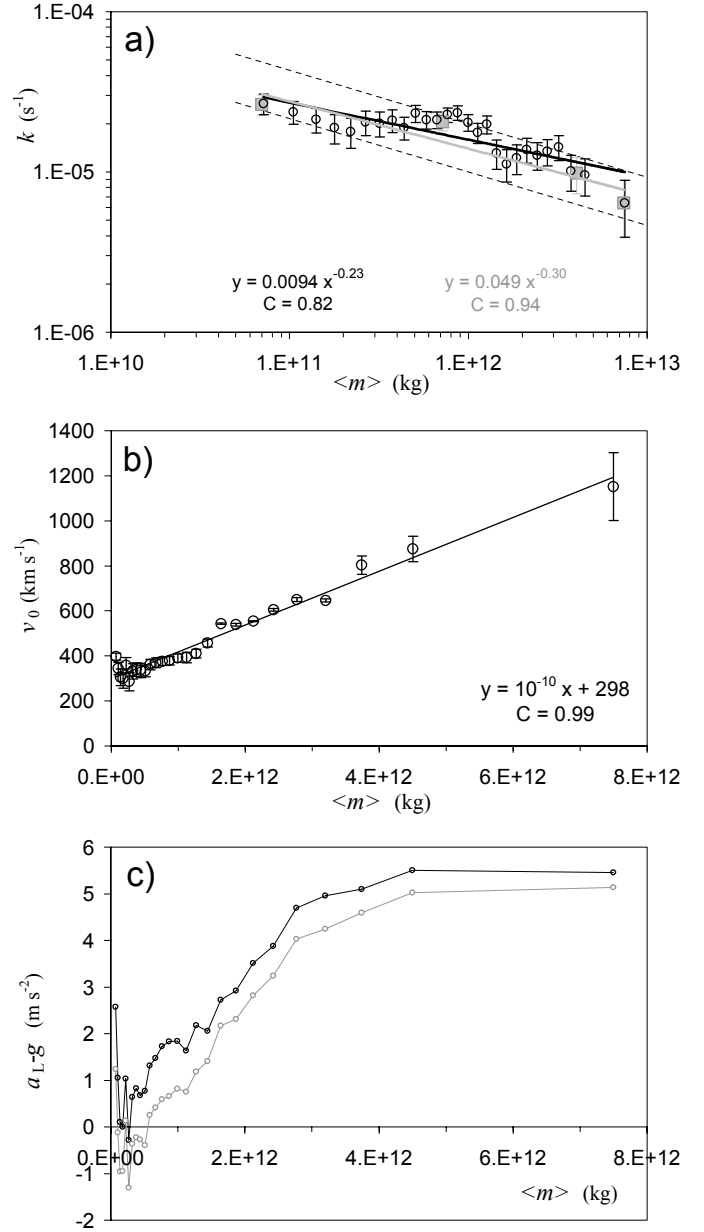 a)
1.E-04
1.E-05
1.E-06
k (s-1)
y = 0.0094 x-0.23
C = 0.82
y = 0.049 x-0.30
C = 0.94
1.E+10 1.E+11 1.E+12 1.E+13
<m> (kg)
b)
1400
1200
1000
800
600
400
200
0
v0 (km s-1)
y = 10-10 x + 298
C = 0.99
0.E+00 2.E+12 4.E+12 6.E+12 8.E+12
<m> (kg)
c)
6
5
4
3
2
1
0
-1
-2
aL-g (m s-2)
0.E+00 2.E+12 4.E+12 6.E+12 8.E+12
<m> (kg)